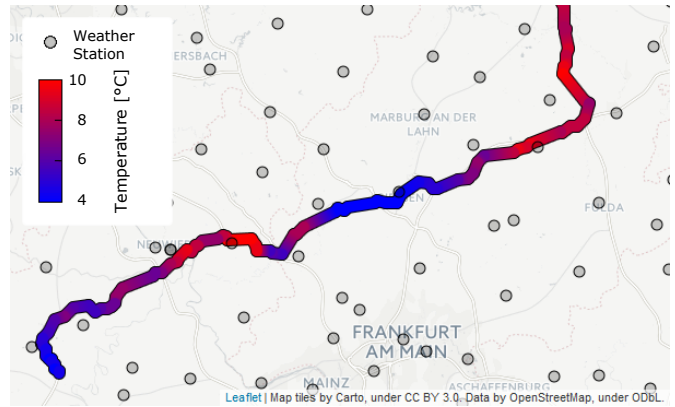 Weather
Station
10
8
6
4
Temperature [°C]
ERSBACH
MARBURG AN DER
LAHN
FULDA
NEUWIED
FRANKFURT
AM MAIN
MAINZ
ASCHAFFENBURG
Leaflet | Map tiles by Carto, under CC BY 3.0. Data by OpenStreetMap, under ODbL.